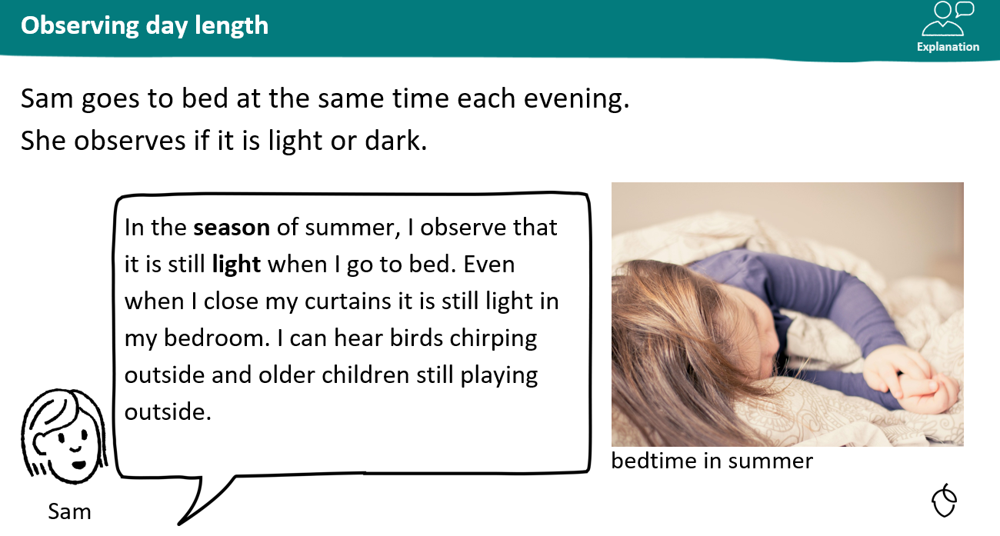 Observing day length
Explanation
Sam goes to bed at the same time each evening.
She observes if it is light or dark.
In the season of summer, I observe that
it is still light when I go to bed. Even
when I close my curtains it is still light in
my bedroom. I can hear birds chirping
outside and older children still playing
outside.
Sam
bedtime in summer